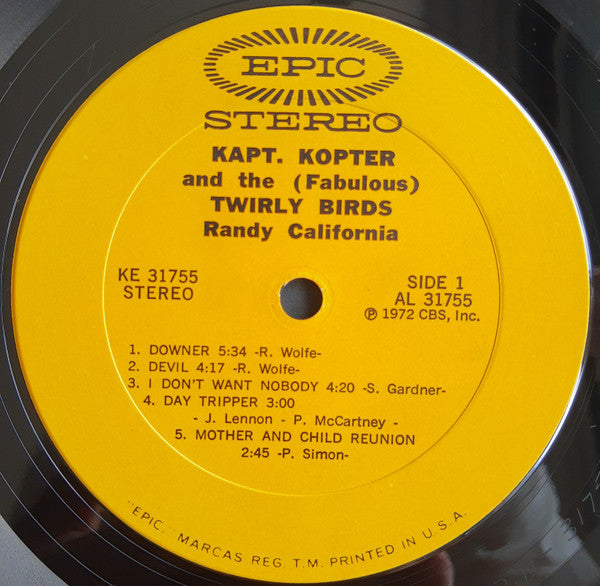 EPIC
STEREO
KAPT. KOPTER
and the (Fabulous)
TWIRLY BIRDS
Randy California
KE 31755
STEREO
SIDE 1
AL 31755
℗ 1972 CBS, Inc.
1. DOWNER 5:34 -R. Wolfe-
2. DEVIL 4:17 -R. Wolfe-
3. I DON'T WANT NOBODY 4:20 -S. Gardner-
4. DAY TRIPPER 3:00
- J. Lennon - P. McCartney -
5. MOTHER AND CHILD REUNION
2:45 -P. Simon-
"EPIC," MARCAS REG. T.M. PRINTED IN U.S.A.